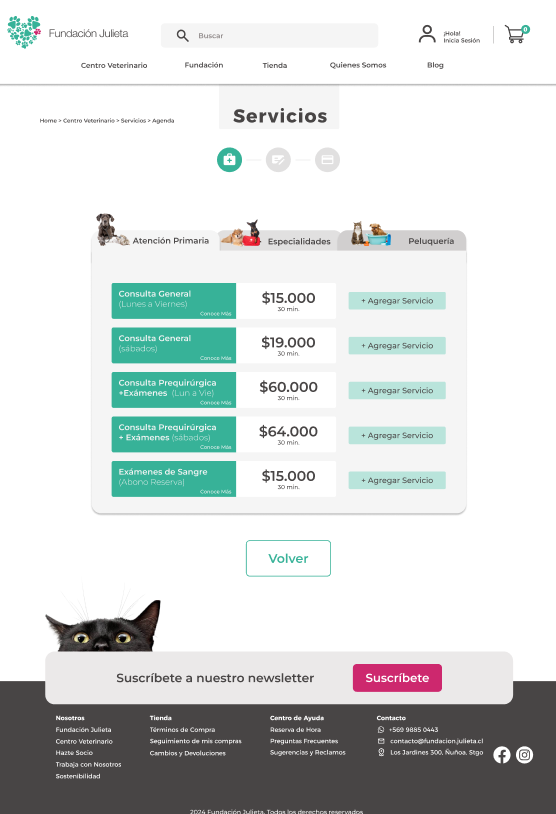 Fundación Julieta
Buscar
¡Hola!
Inicia Sesión
0
Centro Veterinario
Fundación
Tienda
Quienes Somos
Blog
Home > Centro Veterinario > Servicios > Agenda
Servicios
Atención Primaria
Especialidades
Peluquería
Consulta General
(Lunes a Viernes)
Conoce Más
$15.000
30 min.
+ Agregar Servicio
Consulta General
(sabados)
Conoce Más
$19.000
30 min.
+ Agregar Servicio
Consulta Prequirúrgica
+Exámenes (Lun a Vie)
Conoce Más
$60.000
30 min.
+ Agregar Servicio
Consulta Prequirúrgica
+ Exámenes (sabados)
Conoce Más
$64.000
30 min.
+ Agregar Servicio
Exámenes de Sangre
(Abono Reserva)
Conoce Más
$15.000
30 min.
+ Agregar Servicio
Volver
Suscríbete a nuestro newsletter
Suscríbete
Nosotros
Fundación Julieta
Centro Veterinario
Hazte Socio
Trabaja con Nosotros
Sostenibilidad
Tienda
Términos de Compra
Seguimiento de mis compras
Cambios y Devoluciones
Centro de Ayuda
Reserva de Hora
Preguntas Frecuentes
Sugerencias y Reclamos
Contacto
+569 9885 0443
contacto@fundacion.julieta.cl
Los Jardines 300, Ñuñoa, Stgo
2024 Fundación Julieta. Todos los derechos reservados